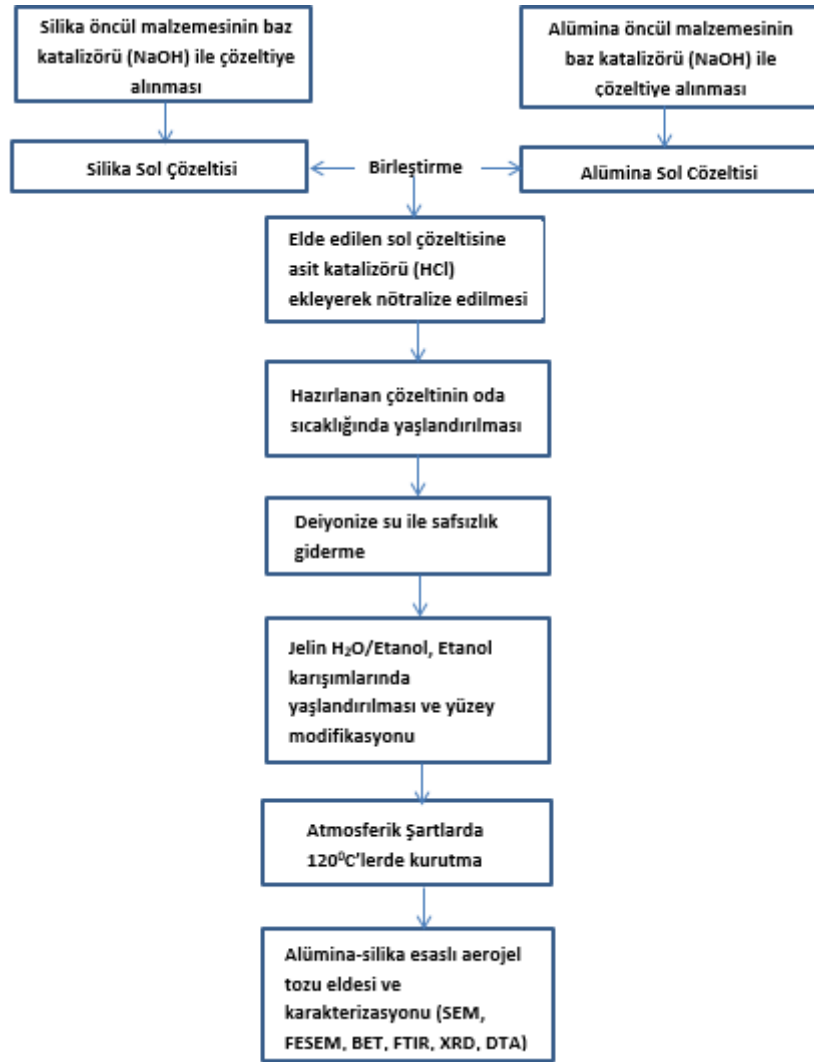 Silika öncül malzemesinin baz
katalizörü (NaOH) ile çözeltiye
alınması
Alümina öncül malzemesinin
baz katalizörü (NaOH) ile
çözeltiye alınması
Silika Sol Çözeltisi
Birleştirme
Alümina Sol Cözeltisi
Elde edilen sol çözeltisine
asit katalizörü (HCl)
ekleyerek nötralize edilmesi
Hazırlanan çözeltinin oda
sıcaklığında yaşlandırılması
Deiyonize su ile safsızlık
giderme
Jelin H₂O/Etanol, Etanol
karışımlarında
yaşlandırılması ve yüzey
modifikasyonu
Atmosferik Şartlarda
120⁰C'lerde kurutma
Alümina-silika esaslı aerojel
tozu eldesi ve
karakterizasyonu (SEM,
FESEM, BET, FTIR, XRD, DTA)